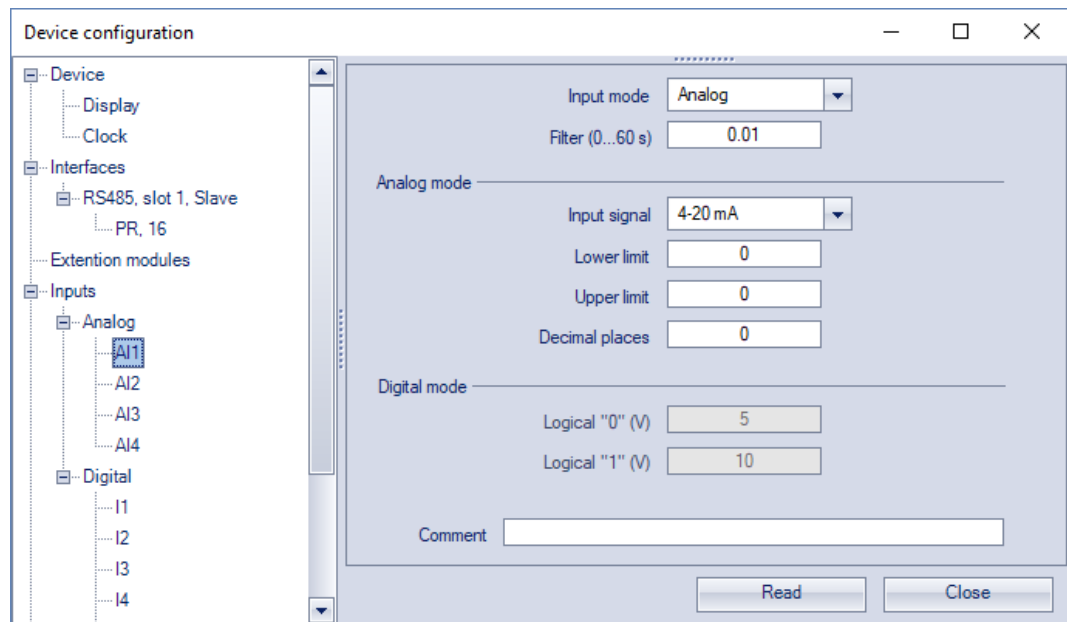 Device configuration
Device
Display
Clock
Interfaces
RS485, slot 1, Slave
PR, 16
Extention modules
Inputs
Analog
AI1
AI2
AI3
AI4
Digital
I1
I2
I3
I4
Input mode Analog
Filter (0...60 s) 0.01
Analog mode
Input signal 4-20 mA
Lower limit 0
Upper limit 0
Decimal places 0
Digital mode
Logical "0" (V) 5
Logical "1" (V) 10
Comment
Read Close